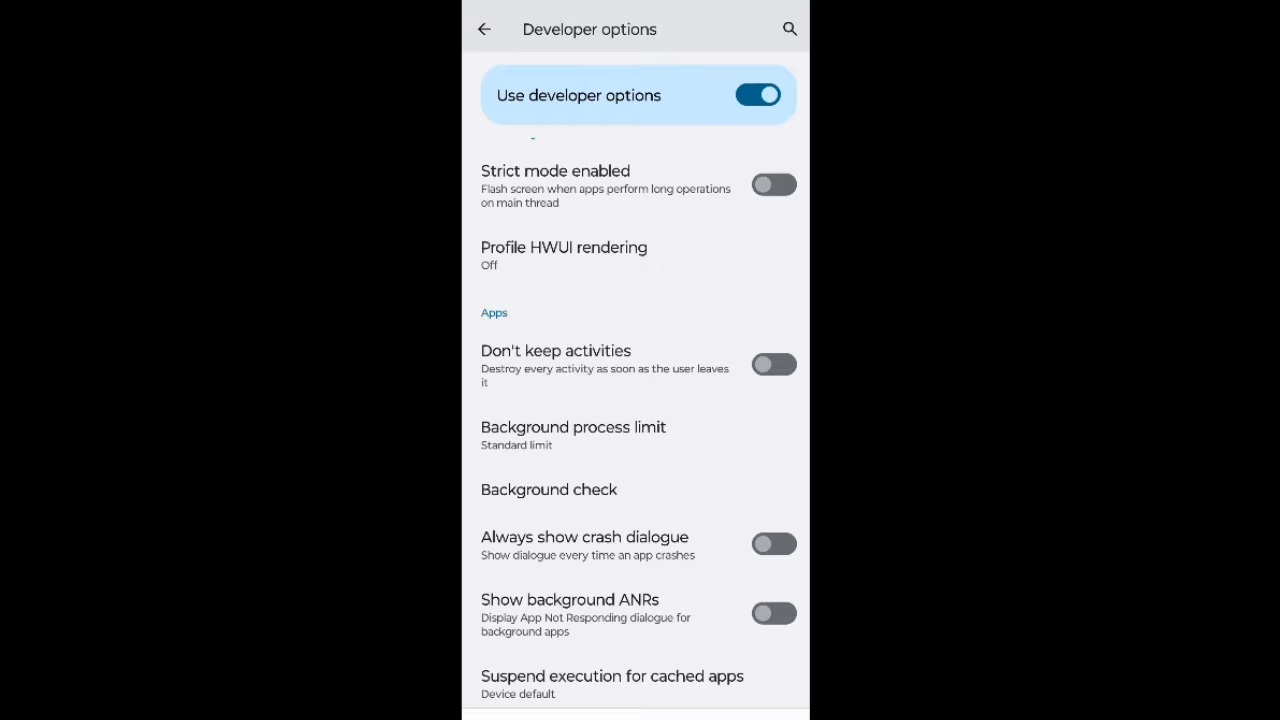 Developer options
Use developer options
Strict mode enabled
Flash screen when apps perform long operations
on main thread
Profile HWUI rendering
Off
Apps
Don't keep activities
Destroy every activity as soon as the user leaves
it
Background process limit
Standard limit
Background check
Always show crash dialogue
Show dialogue every time an app crashes
Show background ANRs
Display App Not Responding dialogue for
background apps
Suspend execution for cached apps
Device default